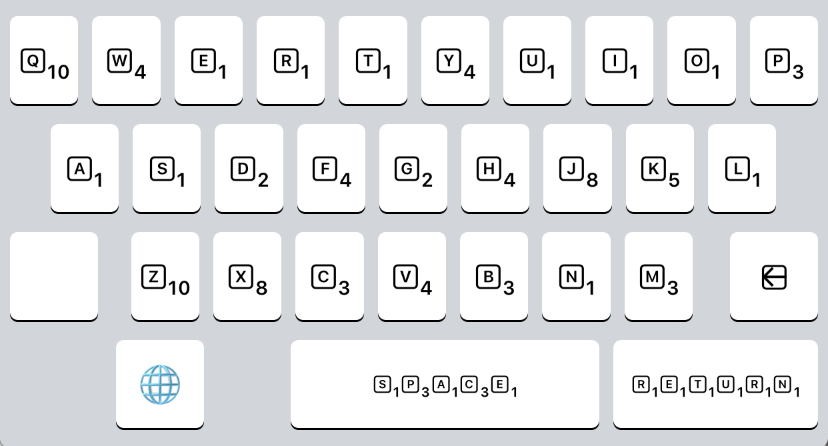 🅀₁₀ 🅆₄ 🄴₁ 🅁₁ 🅃₁ 🅈₄ 🅄₁ 🄸₁ 🄾₁ 🄿₃
🄰₁ 🅂₁ 🄳₂ 🄵₄ 🄶₂ 🄷₄ 🄹₈ 🄺₅ 🄻₁
🅉₁₀ 🅇₈ 🄲₃ 🅅₄ 🄱₃ 🄽₁ 🄼₃
🅂₁🄿₃🄰₁🄲₃🄴₁ 🅁₁🄴₁🅃₁🅄₁🅁₁🄽₁